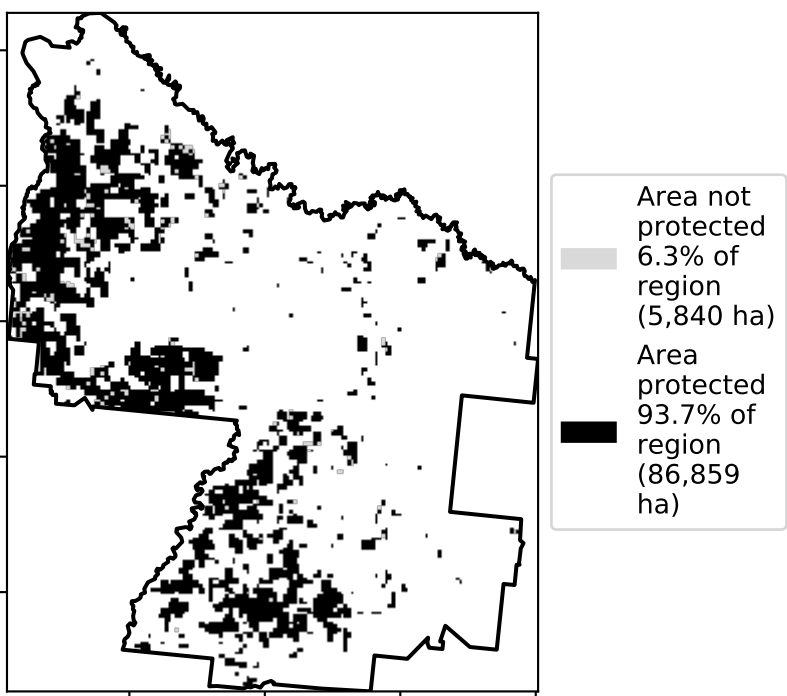 Area not
protected
6.3% of
region
(5,840 ha)
Area
protected
93.7% of
region
(86,859
ha)